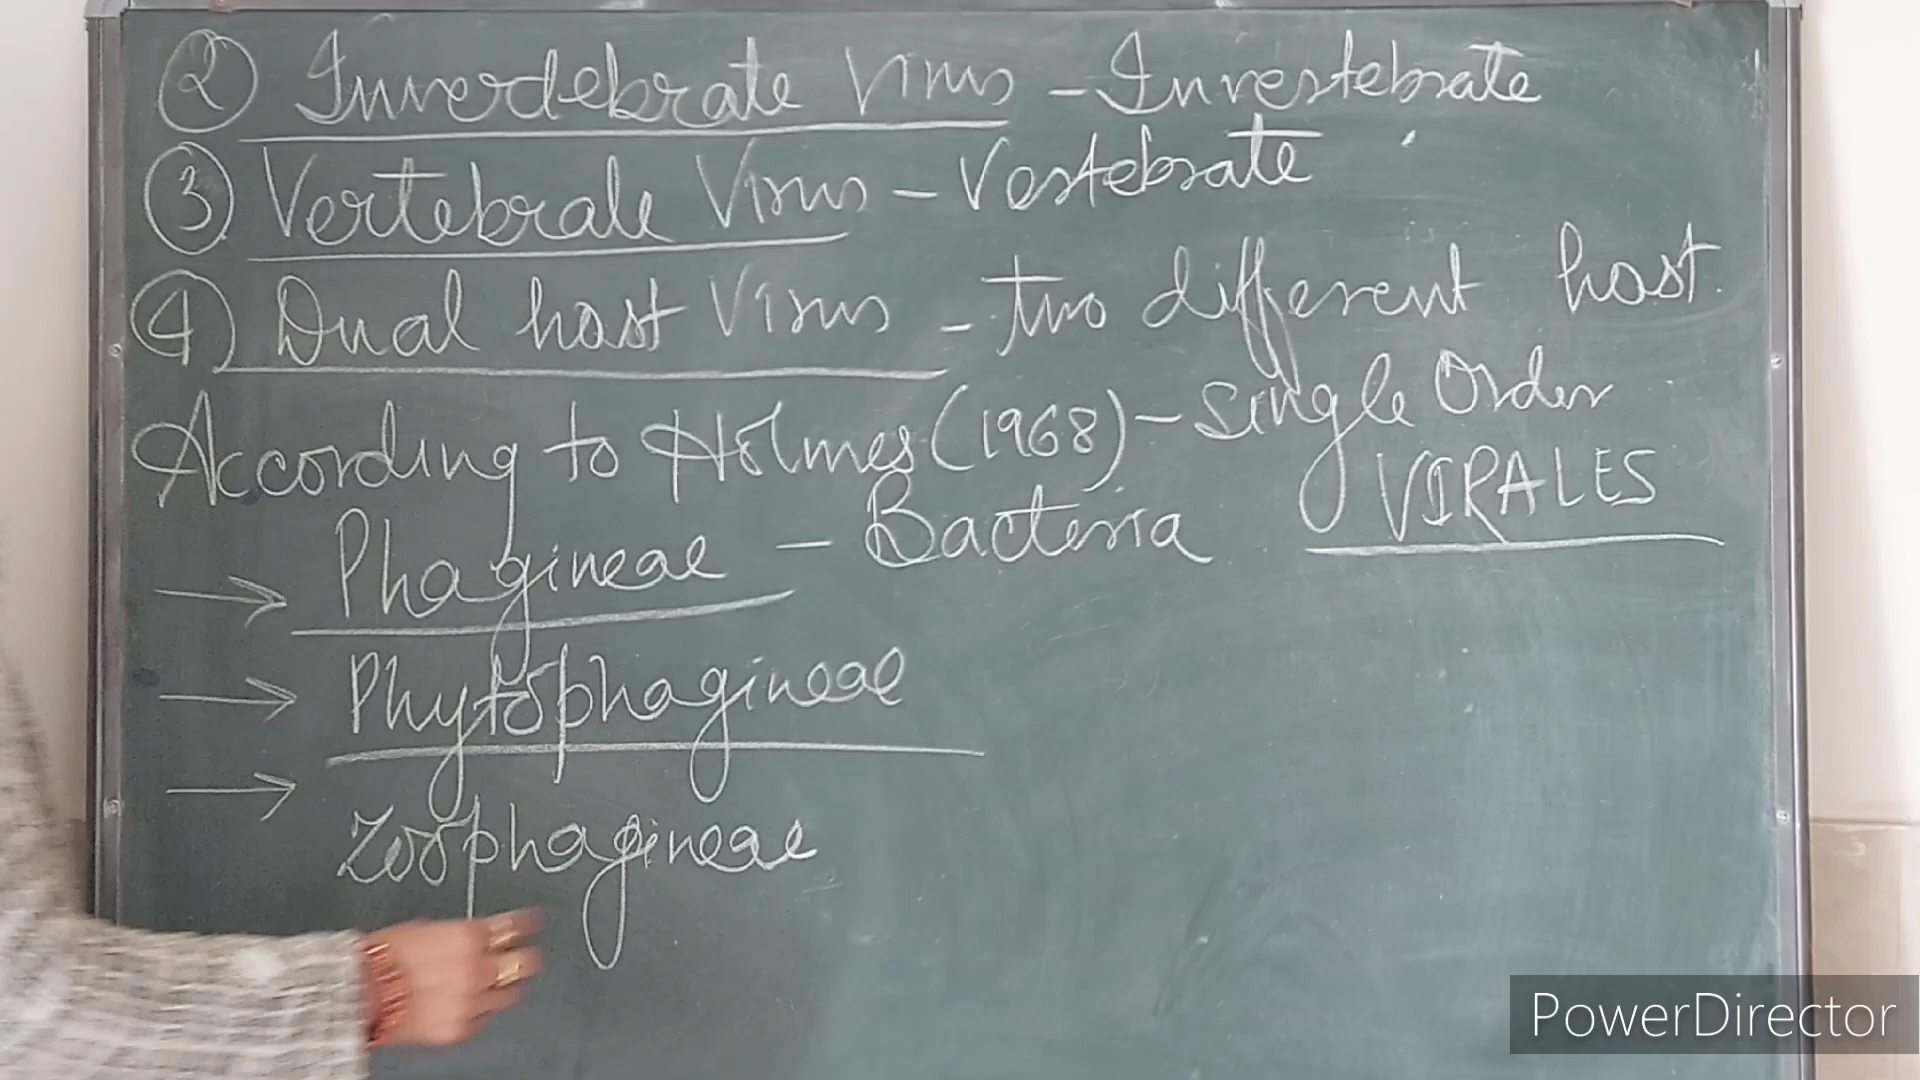 2 Inverdebrate Virus - Invertebrate
3 Vertebrate Virus - Vertebrate
4 Dual host Virus - two different host.
According to Holmes (1968) - Single Order
VIRALES
→ Phagineae - Bacteria
→ Phytophagineae
→ Zoophagineae
PowerDirector